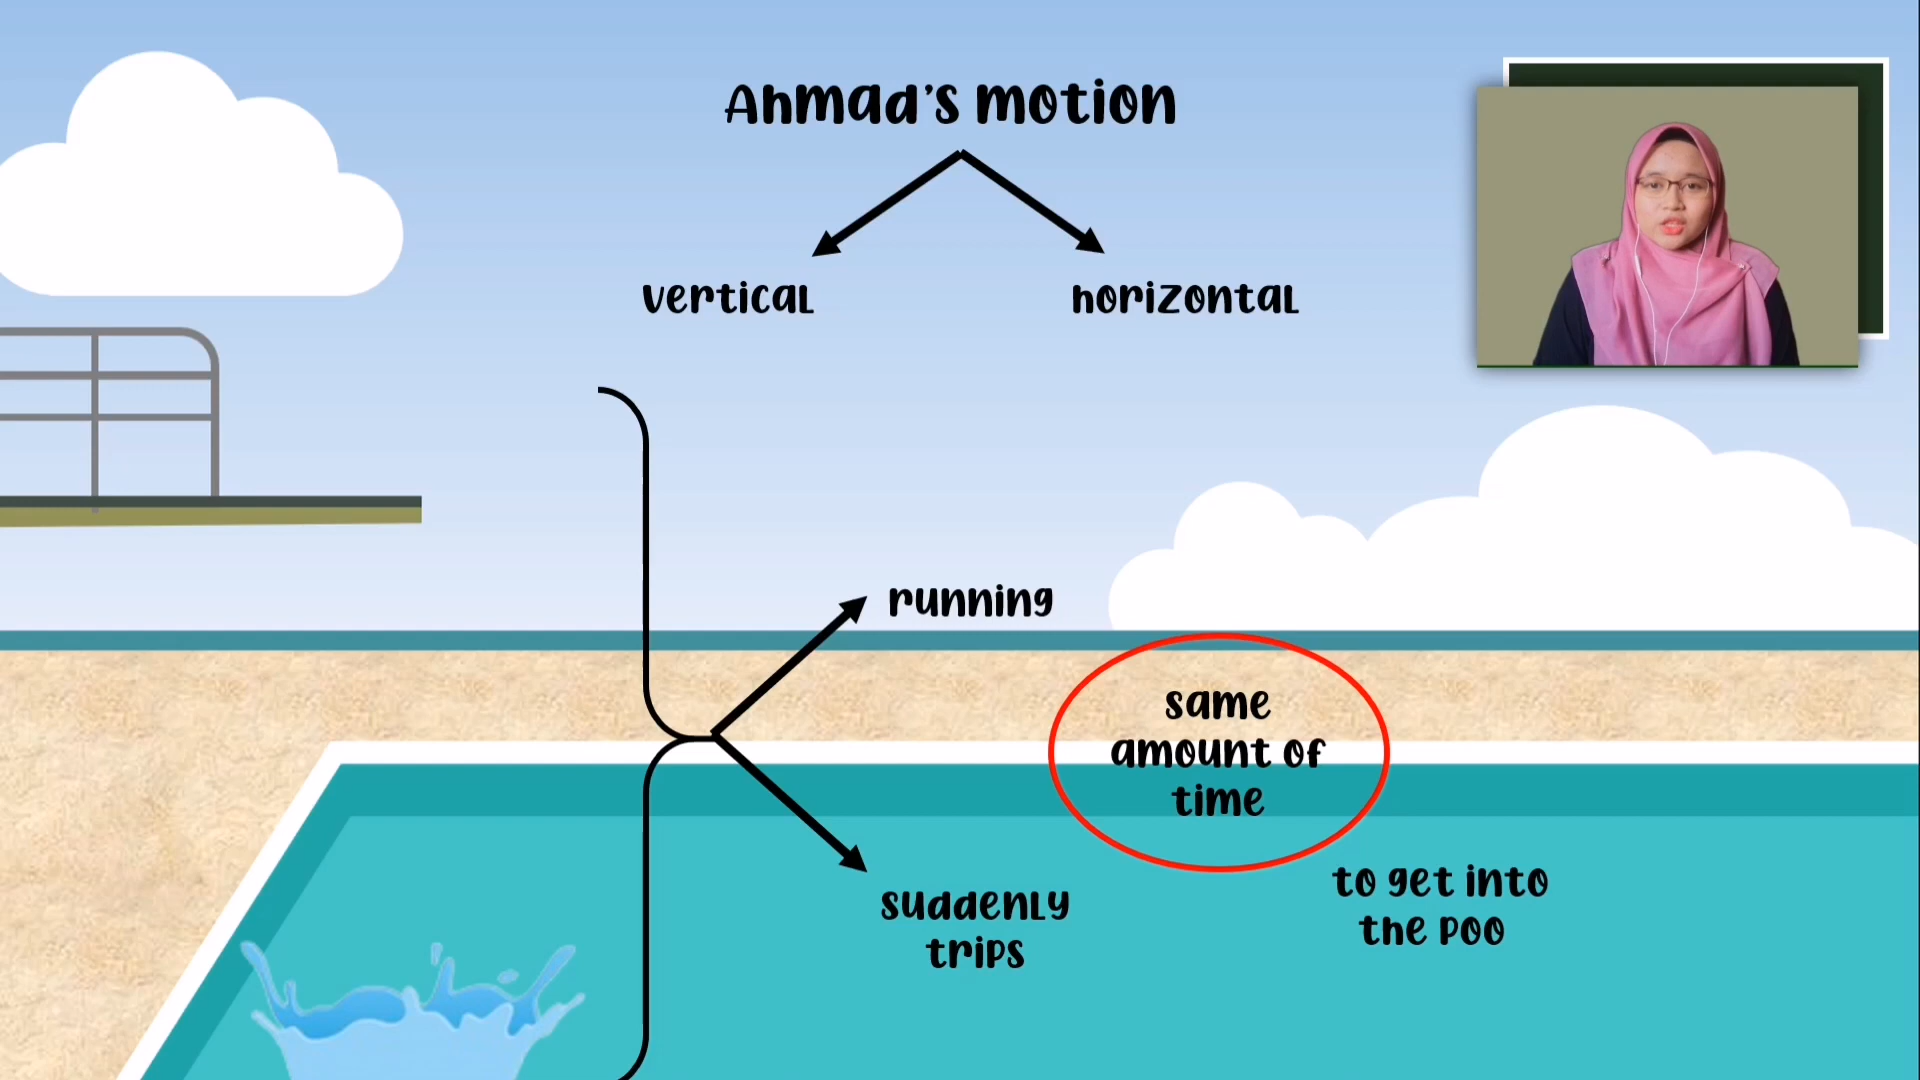 Ahmad's motion
vertical
horizontal
running
same
amount of
time
suddenly
trips
to get into
the poo